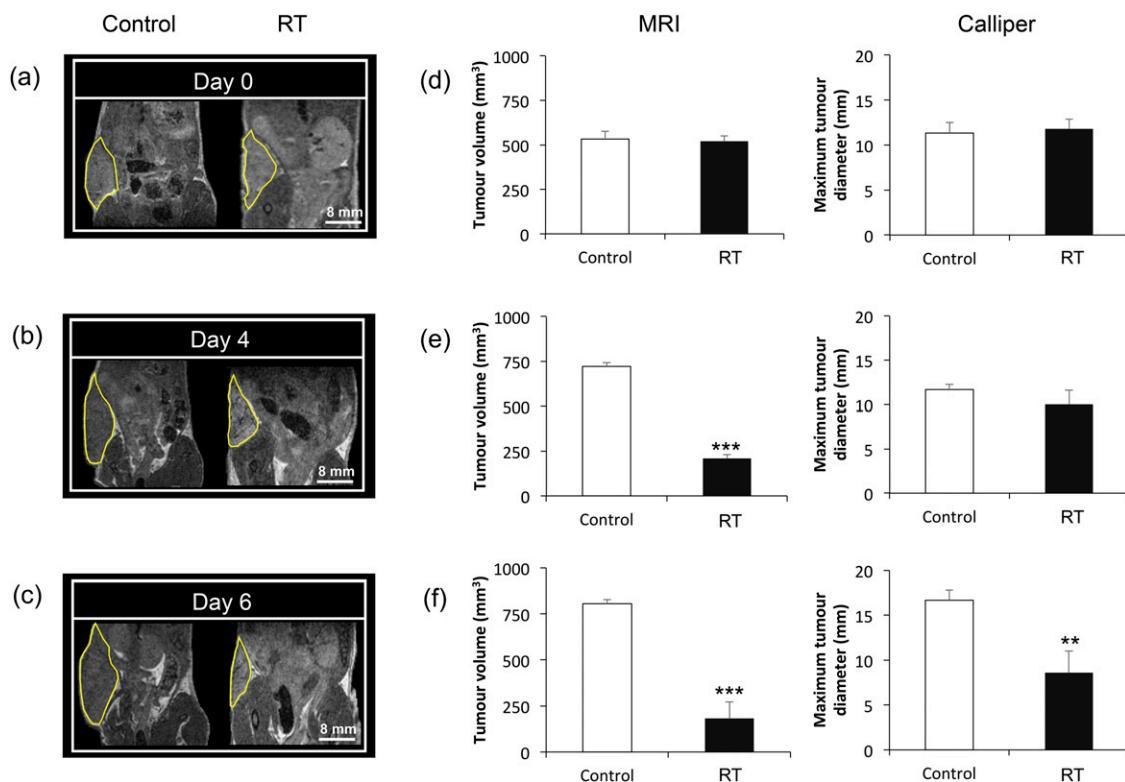 Control RT MRI Calliper
(a)
Day 0
8 mm
(d)
Tumour volume (mm³)
1000
750
500
250
0
Control RT
Maximum tumour
diameter (mm)
20
15
10
5
0
Control RT
(b)
Day 4
8 mm
(e)
Tumour volume (mm³)
1000
750
500
250
0
***
Control RT
Maximum tumour
diameter (mm)
20
15
10
5
0
Control RT
(c)
Day 6
8 mm
(f)
Tumour volume (mm³)
1000
750
500
250
0
***
Control RT
Maximum tumour
diameter (mm)
20
15
10
5
0
**
Control RT